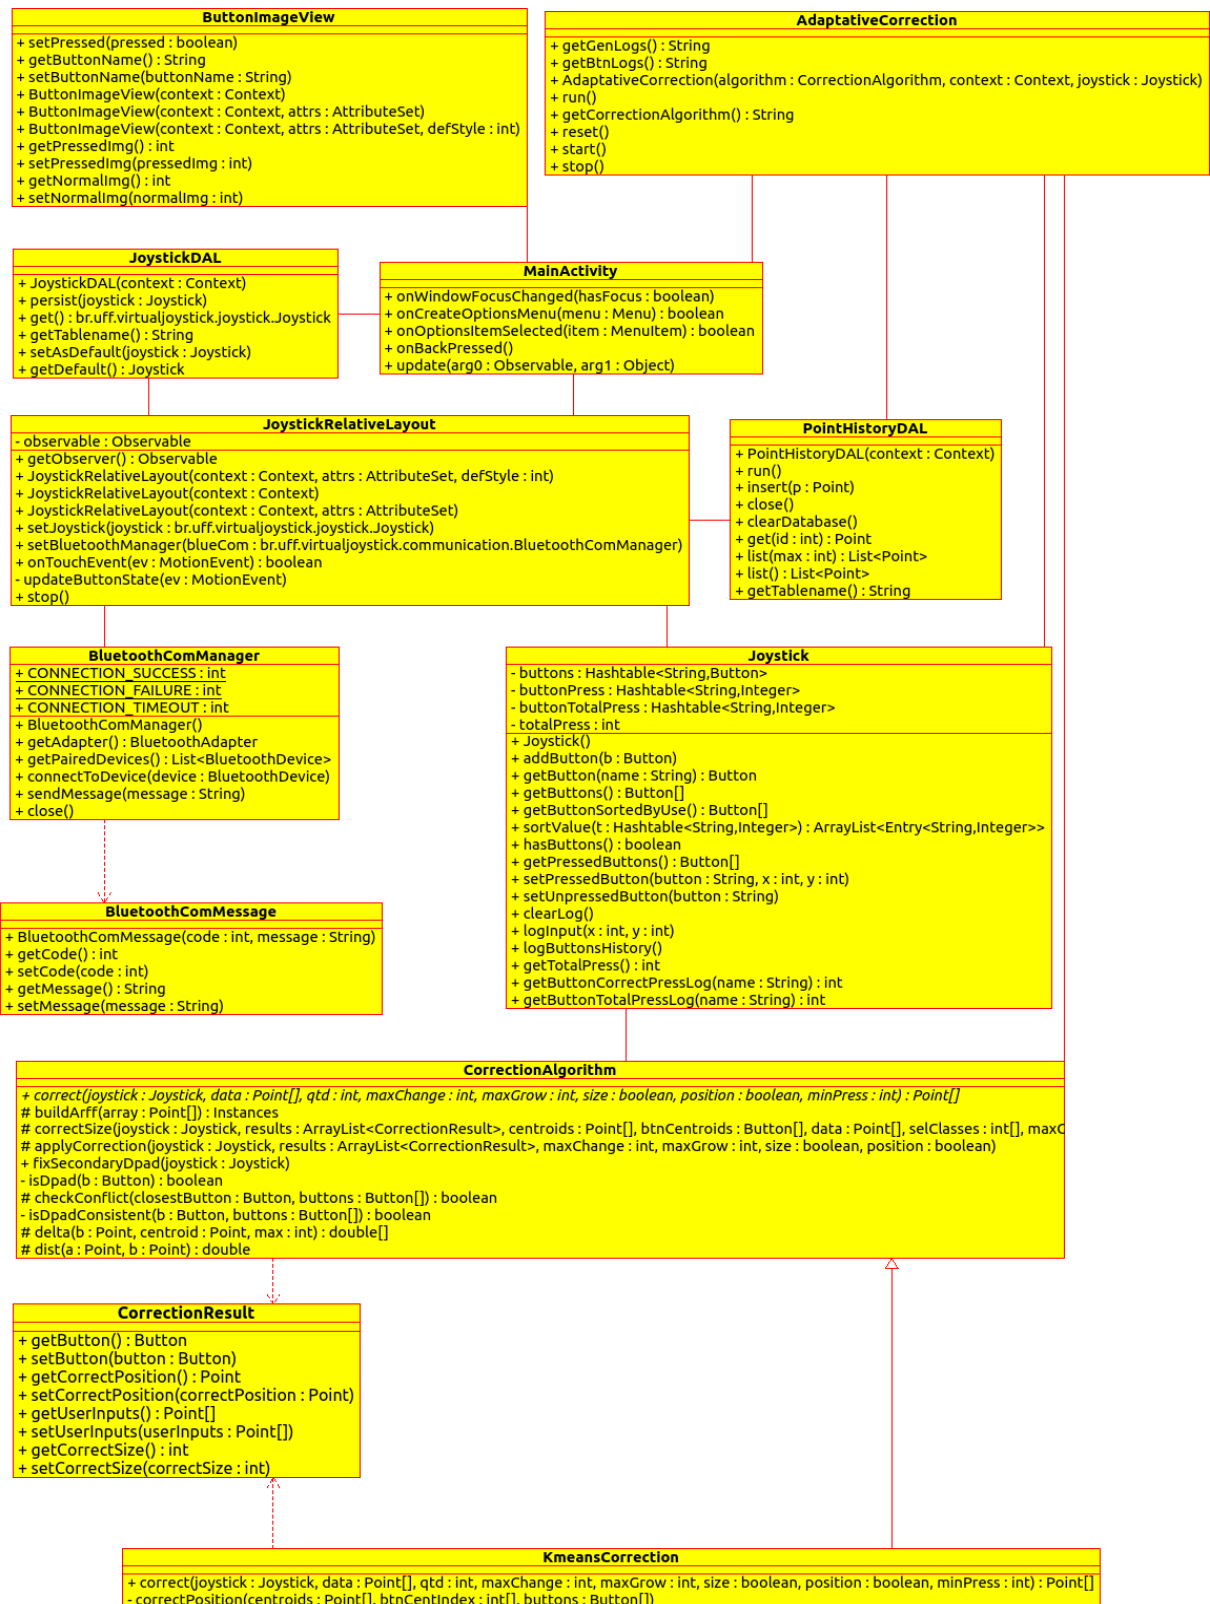 ButtonImageView
+ setPressed(pressed : boolean)
+ getButtonName() : String
+ setButtonName(buttonName : String)
+ ButtonImageView(context : Context)
+ ButtonImageView(context : Context, attrs : AttributeSet)
+ ButtonImageView(context : Context, attrs : AttributeSet, defStyle : int)
+ getPressedImg() : int
+ setPressedImg(pressedImg : int)
+ getNormalImg() : int
+ setNormalImg(normalImg : int)
AdaptativeCorrection
+ getGenLogs() : String
+ getBtnLogs() : String
+ AdaptativeCorrection(algorithm : CorrectionAlgorithm, context : Context, joystick : Joystick)
+ run()
+ getCorrectionAlgorithm() : String
+ reset()
+ start()
+ stop()
JoystickDAL
+ JoystickDAL(context : Context)
+ persist(joystick : Joystick)
+ get() : br.uff.virtualjoystick.joystick.Joystick
+ getTablename() : String
+ setAsDefault(joystick : Joystick)
+ getDefault() : Joystick
MainActivity
+ onWindowFocusChanged(hasFocus : boolean)
+ onCreateOptionsMenu(menu : Menu) : boolean
+ onOptionsItemSelected(item : MenuItem) : boolean
+ onBackPressed()
+ update(arg0 : Observable, arg1 : Object)
JoystickRelativeLayout
- observable : Observable
+ getObserver() : Observable
+ JoystickRelativeLayout(context : Context, attrs : AttributeSet, defStyle : int)
+ JoystickRelativeLayout(context : Context)
+ JoystickRelativeLayout(context : Context, attrs : AttributeSet)
+ setJoystick(joystick : br.uff.virtualjoystick.joystick.Joystick)
+ setBluetoothManager(blueCom : br.uff.virtualjoystick.communication.BluetoothComManager)
+ onTouchEvent(ev : MotionEvent) : boolean
- updateButtonState(ev : MotionEvent)
+ stop()
PointHistoryDAL
+ PointHistoryDAL(context : Context)
+ run()
+ insert(p : Point)
+ close()
+ clearDatabase()
+ get(id : int) : Point
+ list(max : int) : List<Point>
+ list() : List<Point>
+ getTablename() : String
BluetoothComManager
+ CONNECTION_SUCCESS : int
+ CONNECTION_FAILURE : int
+ CONNECTION_TIMEOUT : int
+ BluetoothComManager()
+ getAdapter() : BluetoothAdapter
+ getPairedDevices() : List<BluetoothDevice>
+ connectToDevice(device : BluetoothDevice)
+ sendMessage(message : String)
+ close()
Joystick
- buttons : Hashtable<String,Button>
- buttonPress : Hashtable<String,Integer>
- buttonTotalPress : Hashtable<String,Integer>
- totalPress : int
+ Joystick()
+ addButton(b : Button)
+ getButton(name : String) : Button
+ getButtons() : Button[]
+ getButtonSortedByUse() : Button[]
+ sortValue(t : Hashtable<String,Integer>) : ArrayList<Entry<String,Integer>>
+ hasButtons() : boolean
+ getPressedButtons() : Button[]
+ setPressedButton(button : String, x : int, y : int)
+ setUnpressedButton(button : String)
+ clearLog()
+ logInput(x : int, y : int)
+ logButtonsHistory()
+ getTotalPress() : int
+ getButtonCorrectPressLog(name : String) : int
+ getButtonTotalPressLog(name : String) : int
BluetoothComMessage
+ BluetoothComMessage(code : int, message : String)
+ getCode() : int
+ setCode(code : int)
+ getMessage() : String
+ setMessage(message : String)
CorrectionAlgorithm
+ correct(joystick : Joystick, data : Point[], qtd : int, maxChange : int, maxGrow : int, size : boolean, position : boolean, minPress : int) : Point[]
# buildArff(array : Point[]) : Instances
# correctSize(joystick : Joystick, results : ArrayList<CorrectionResult>, centroids : Point[], btnCentroids : Button[], data : Point[], selClasses : int[], maxC
# applyCorrection(joystick : Joystick, results : ArrayList<CorrectionResult>, maxChange : int, maxGrow : int, size : boolean, position : boolean)
+ fixSecondaryDpad(joystick : Joystick)
- isDpad(b : Button) : boolean
# checkConflict(closestButton : Button, buttons : Button[]) : boolean
- isDpadConsistent(b : Button, buttons : Button[]) : boolean
# delta(b : Point, centroid : Point, max : int) : double[]
# dist(a : Point, b : Point) : double
CorrectionResult
+ getButton() : Button
+ setButton(button : Button)
+ getCorrectPosition() : Point
+ setCorrectPosition(correctPosition : Point)
+ getUserInputs() : Point[]
+ setUserInputs(userInputs : Point[])
+ getCorrectSize() : int
+ setCorrectSize(correctSize : int)
KmeansCorrection
+ correct(joystick : Joystick, data : Point[], qtd : int, maxChange : int, maxGrow : int, size : boolean, position : boolean, minPress : int) : Point[]
- correctPosition(centroids : Point[], btnCentIndex : int[], buttons : Button[])